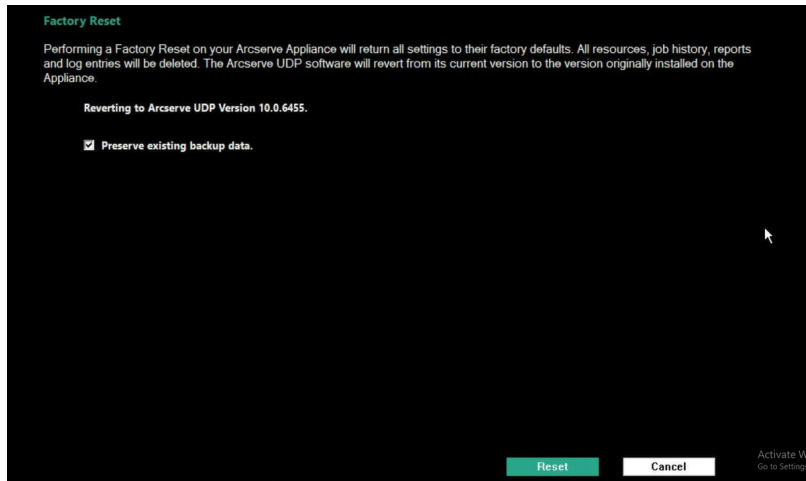 Factory Reset
Performing a Factory Reset on your Arcserve Appliance will return all settings to their factory defaults. All resources, job history, reports
and log entries will be deleted. The Arcserve UDP software will revert from its current version to the version originally installed on the
Appliance.
Reverting to Arcserve UDP Version 10.0.6455.
Preserve existing backup data.
Reset
Cancel
Activate W
Go to Settings